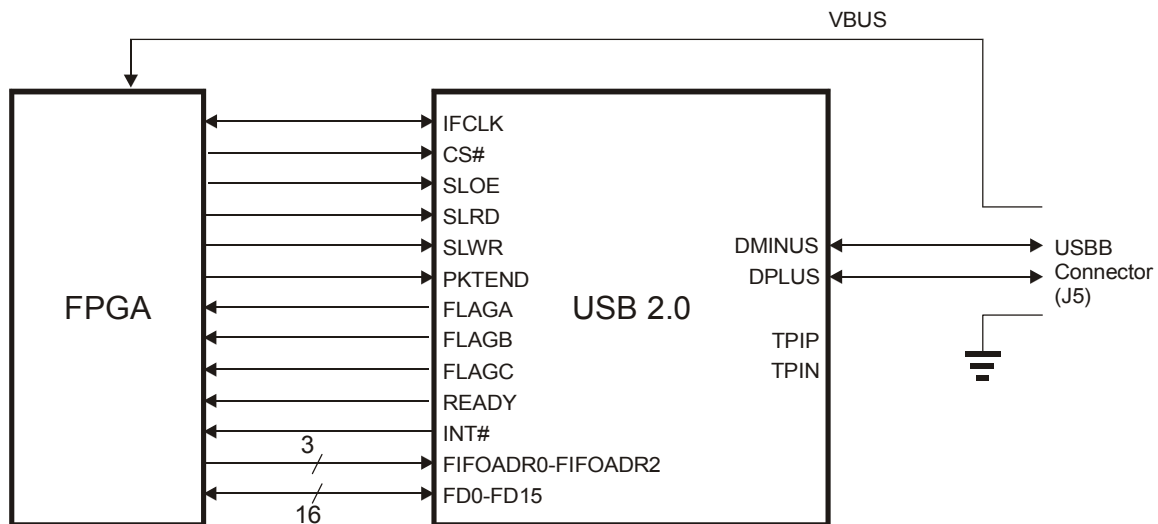 VBUS
IFCLK
CS#
SLOE
SLRD
SLWR
PKTEND
FLAGA
FLAGB
FLAGC
READY
INT#
FIFOADR0-FIFOADR2
FD0-FD15
3
16
FPGA
USB 2.0
DMINUS
DPLUS
TPIP
TPIN
USBB
Connector
(J5)